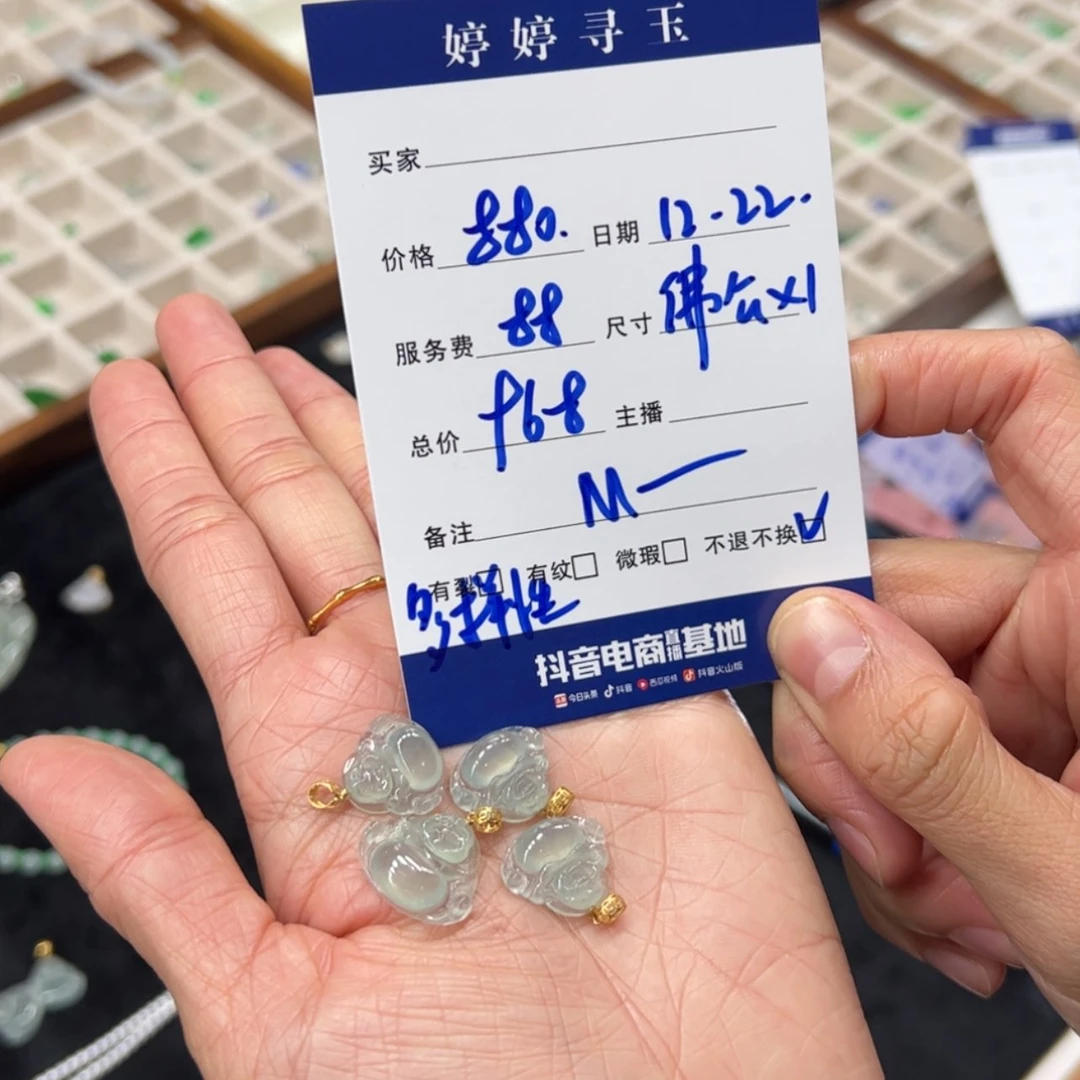 婷婷寻玉
买家
价格 880. 日期 12.22.
服务费 88 尺寸 佛公x1
总价 968 主播
备注 M一
有裂 有纹 微瑕 不退不换
多样性
抖音电商直播基地
今日头条 抖音 西瓜视频 抖音火山版